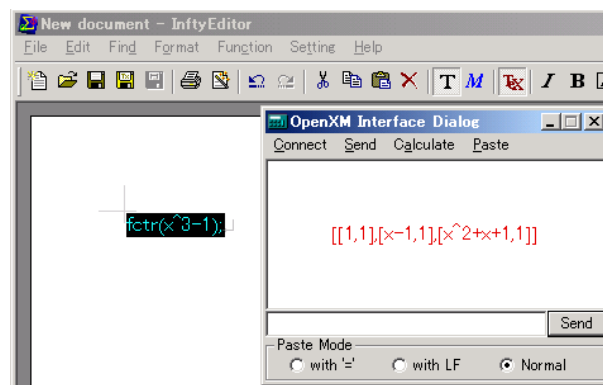 New document - InftyEditor
File Edit Find Format Function Setting Help
T M TEX I B
OpenXM Interface Dialog
Connect Send Calculate Paste
fctr(x^3-1);
[[1,1],[x-1,1],[x^2+x+1,1]]
Send
Paste Mode
with '=' with LF Normal